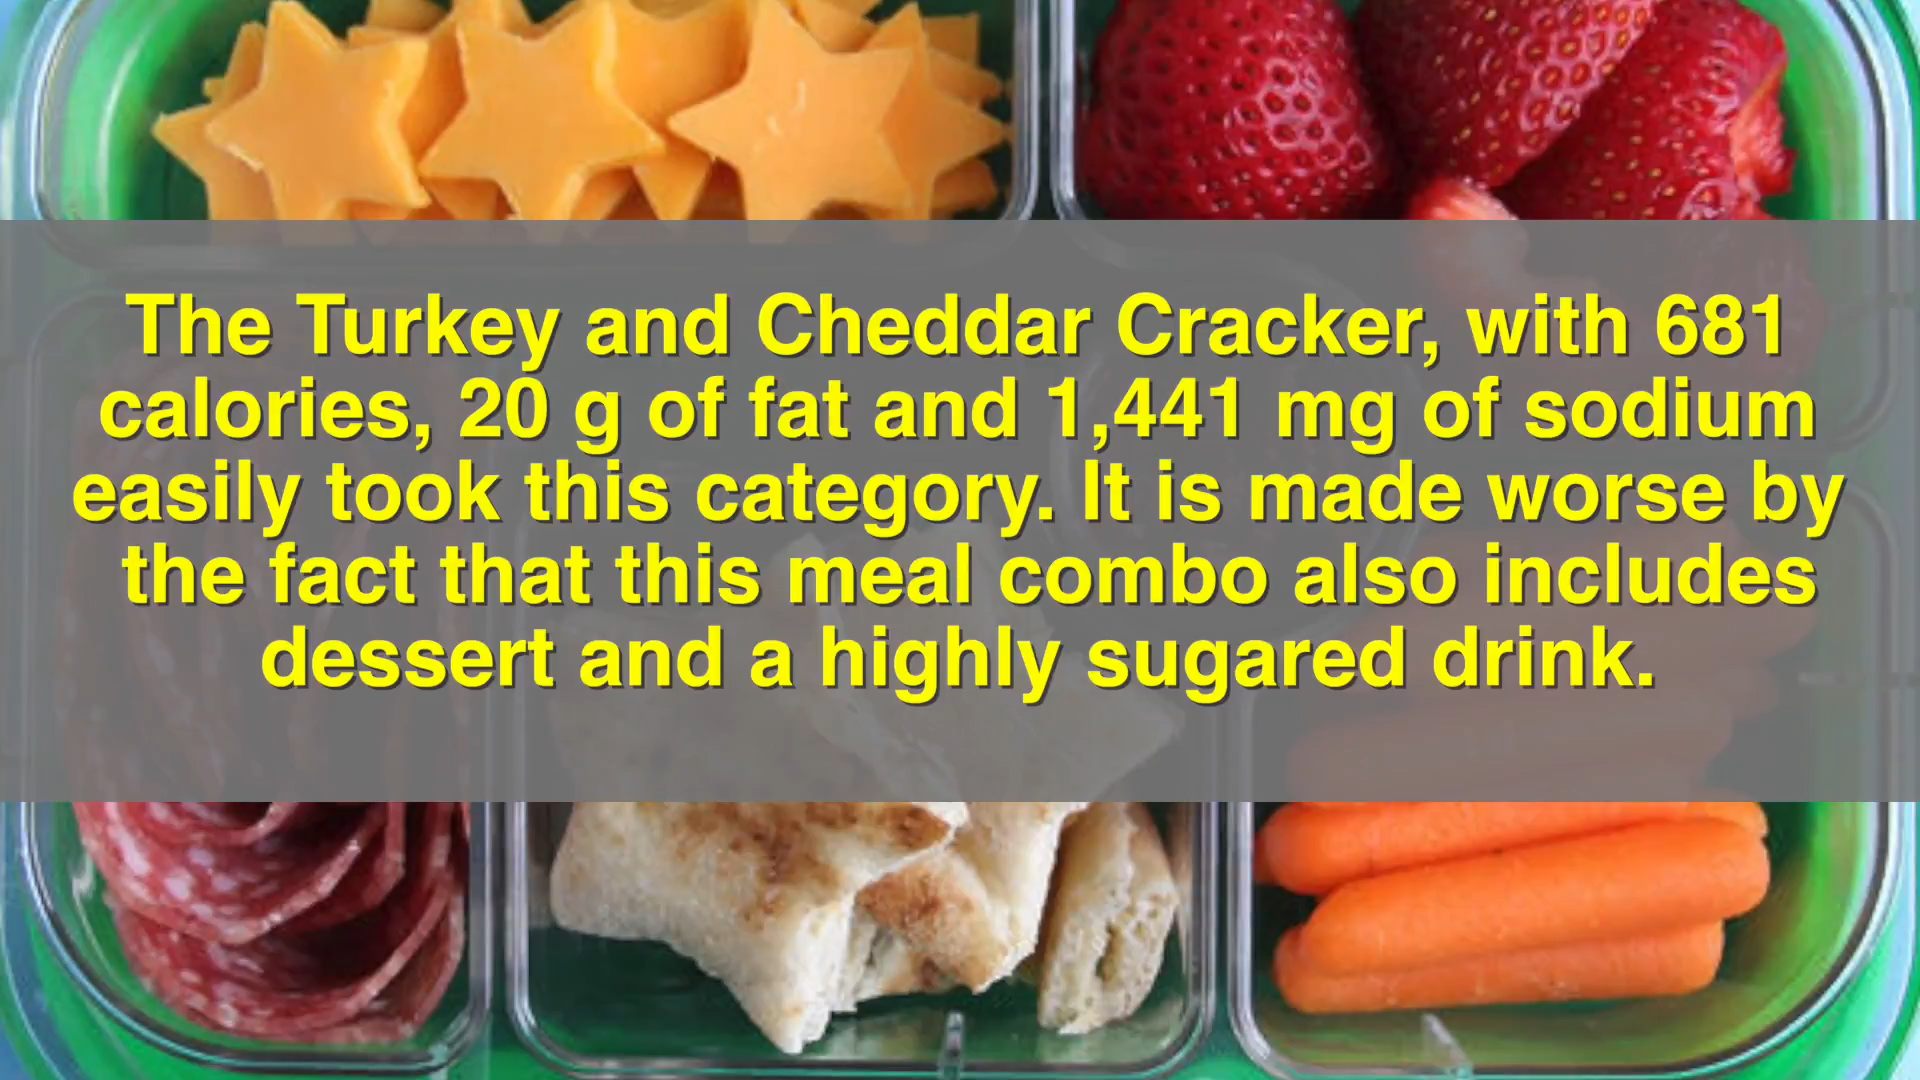 The Turkey and Cheddar Cracker, with 681
calories, 20 g of fat and 1,441 mg of sodium
easily took this category. It is made worse by
the fact that this meal combo also includes
dessert and a highly sugared drink.